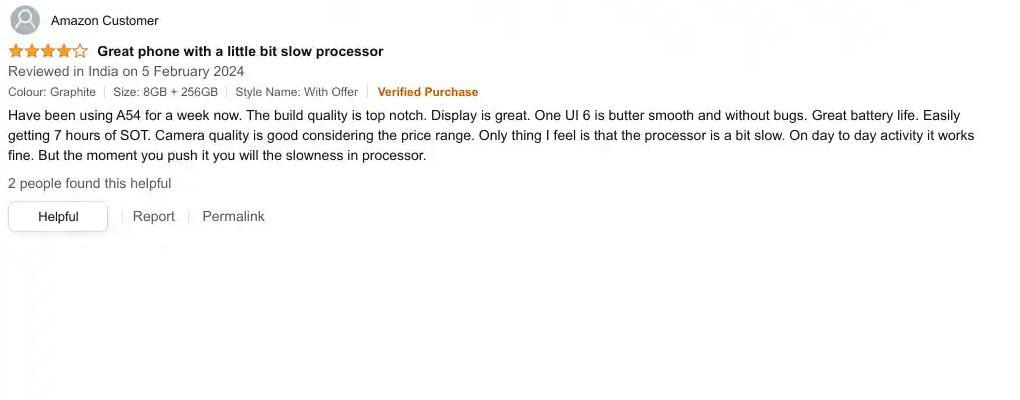 Amazon Customer
Great phone with a little bit slow processor
Reviewed in India on 5 February 2024
Colour: Graphite | Size: 8GB + 256GB | Style Name: With Offer | Verified Purchase
Have been using A54 for a week now. The build quality is top notch. Display is great. One UI 6 is butter smooth and without bugs. Great battery life. Easily
getting 7 hours of SOT. Camera quality is good considering the price range. Only thing I feel is that the processor is a bit slow. On day to day activity it works
fine. But the moment you push it you will the slowness in processor.
2 people found this helpful
Helpful | Report | Permalink